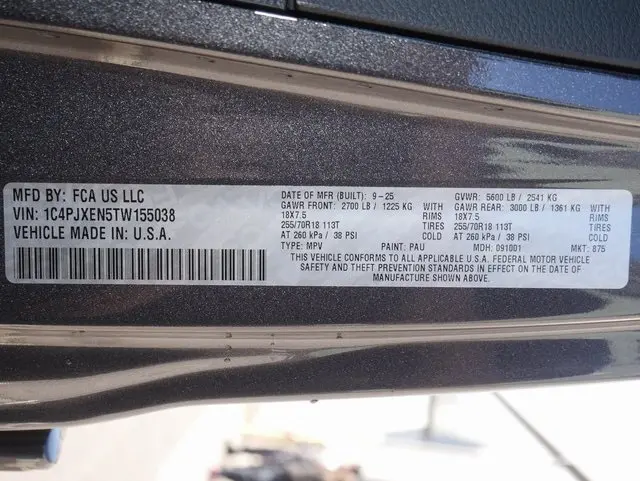 MFD BY: FCA US LLC
VIN: 1C4PJXEN5TW155038
VEHICLE MADE IN: U.S.A.
DATE OF MFR (BUILT): 9-25
GAWR FRONT: 2700 LB / 1225 KG WITH
18X7.5 RIMS
255/70R18 113T TIRES
AT 260 kPa / 38 PSI COLD
TYPE: MPV PAINT: PAU
GVWR: 5600 LB / 2541 KG
GAWR REAR: 3000 LB / 1361 KG WITH
18X7.5 RIMS
255/70R18 113T TIRES
AT 260 kPa / 38 PSI COLD
MDH: 091001 MKT: 875
THIS VEHICLE CONFORMS TO ALL APPLICABLE U.S.A. FEDERAL MOTOR VEHICLE
SAFETY AND THEFT PREVENTION STANDARDS IN EFFECT ON THE DATE OF
MANUFACTURE SHOWN ABOVE.